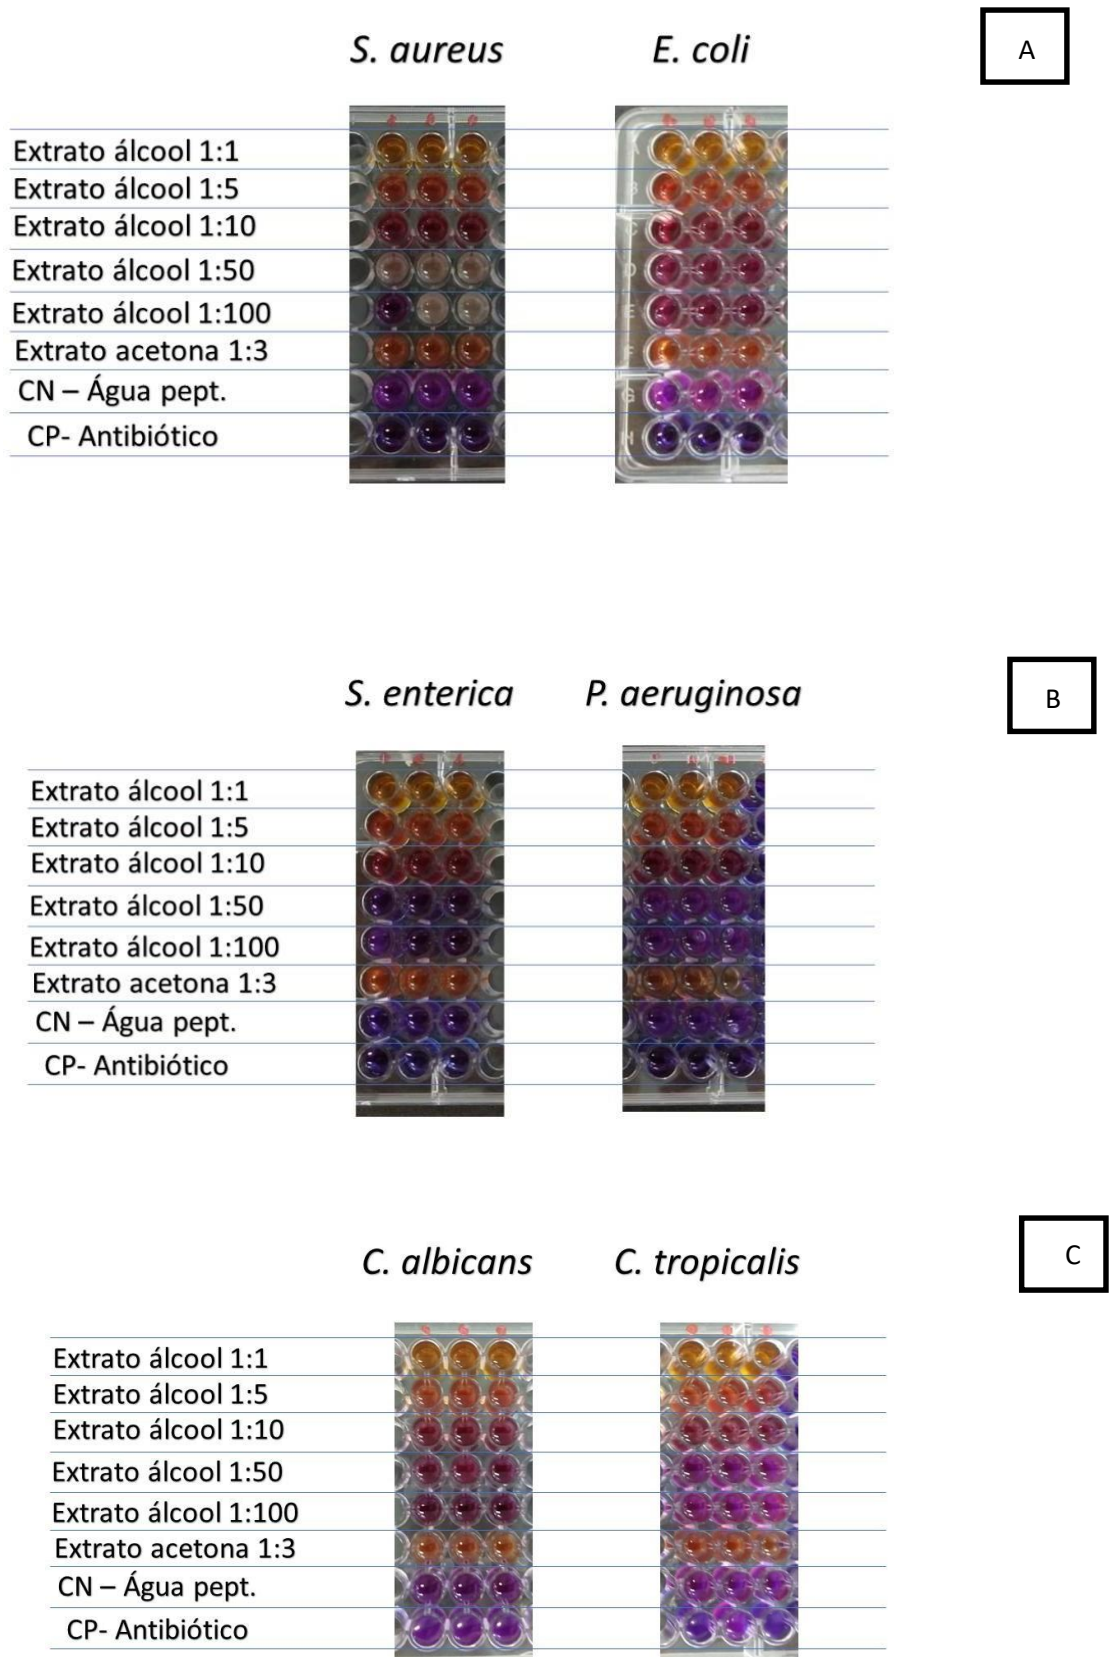 S. aureus E. coli A
Extrato álcool 1:1
Extrato álcool 1:5
Extrato álcool 1:10
Extrato álcool 1:50
Extrato álcool 1:100
Extrato acetona 1:3
CN – Água pept.
CP- Antibiótico
C
D
E
F
G
H
S. enterica P. aeruginosa B
Extrato álcool 1:1
Extrato álcool 1:5
Extrato álcool 1:10
Extrato álcool 1:50
Extrato álcool 1:100
Extrato acetona 1:3
CN – Água pept.
CP- Antibiótico
C. albicans C. tropicalis C
Extrato álcool 1:1
Extrato álcool 1:5
Extrato álcool 1:10
Extrato álcool 1:50
Extrato álcool 1:100
Extrato acetona 1:3
CN – Água pept.
CP- Antibiótico